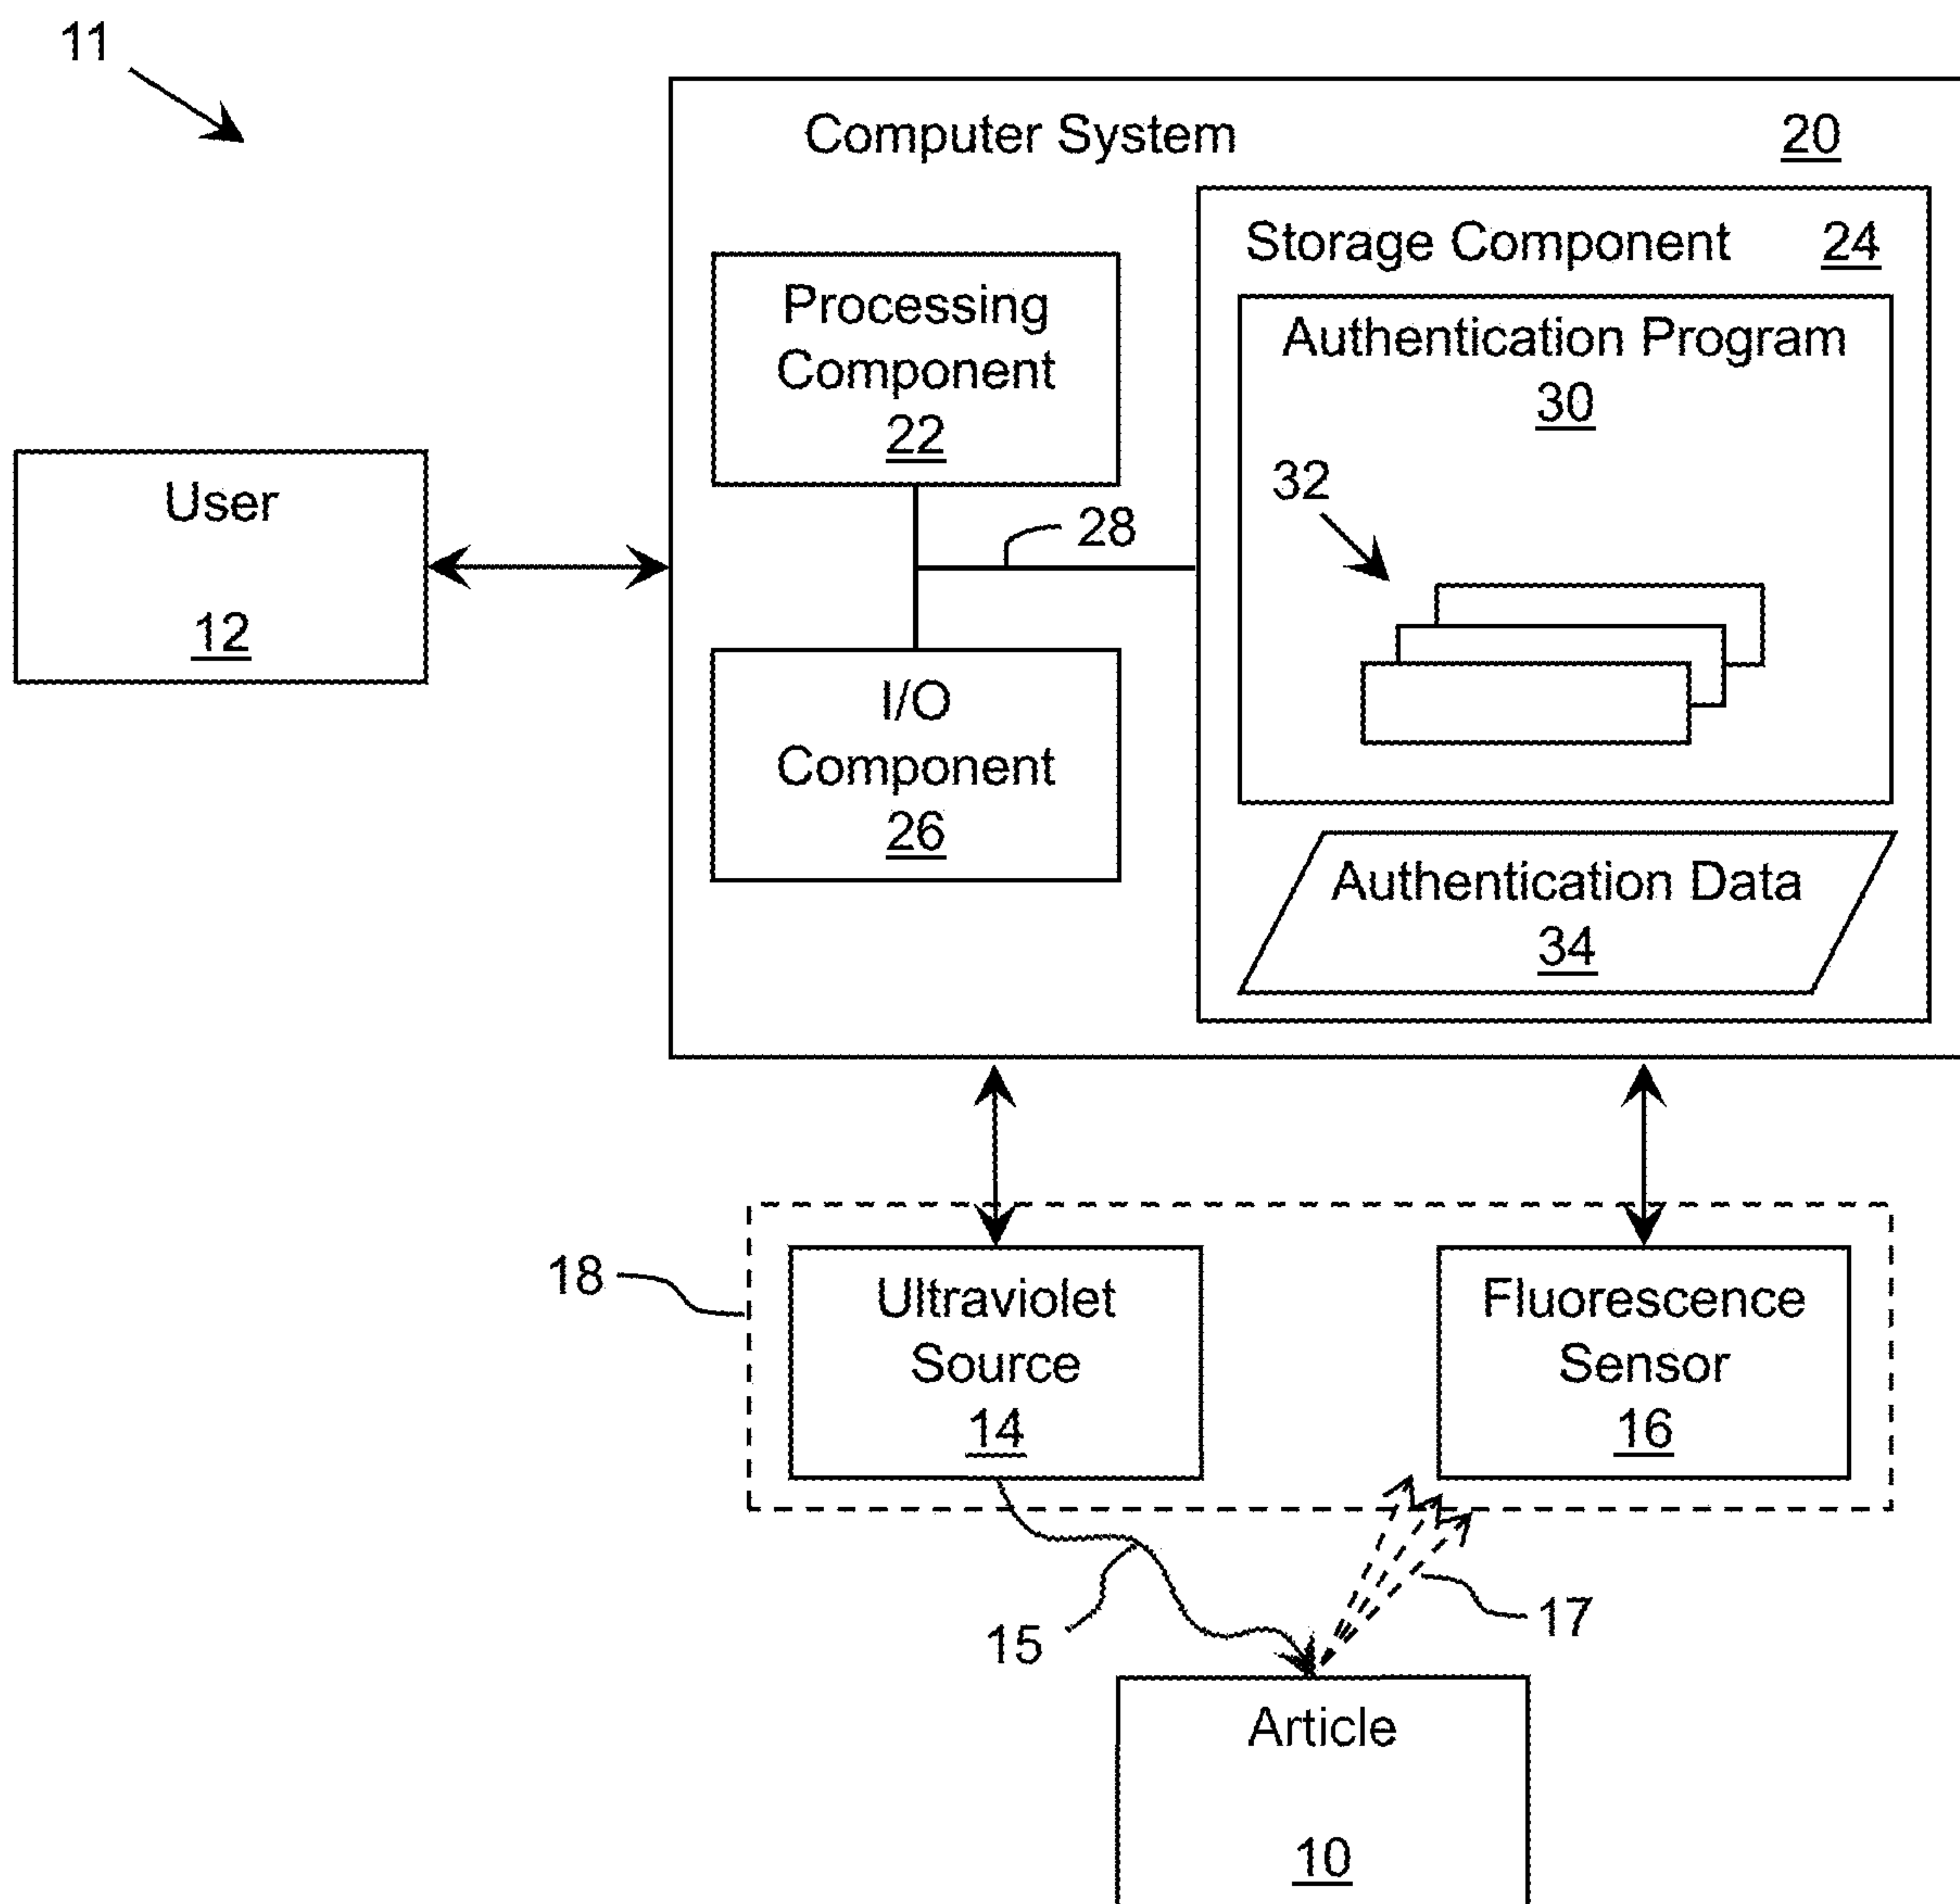 11
Computer System 20
Storage Component 24
Processing
Component
22
Authentication Program
30
32
User
12
28
I/O
Component
26
Authentication Data
34
18
Ultraviolet
Source
14
Fluorescence
Sensor
16
15
17
Article
10